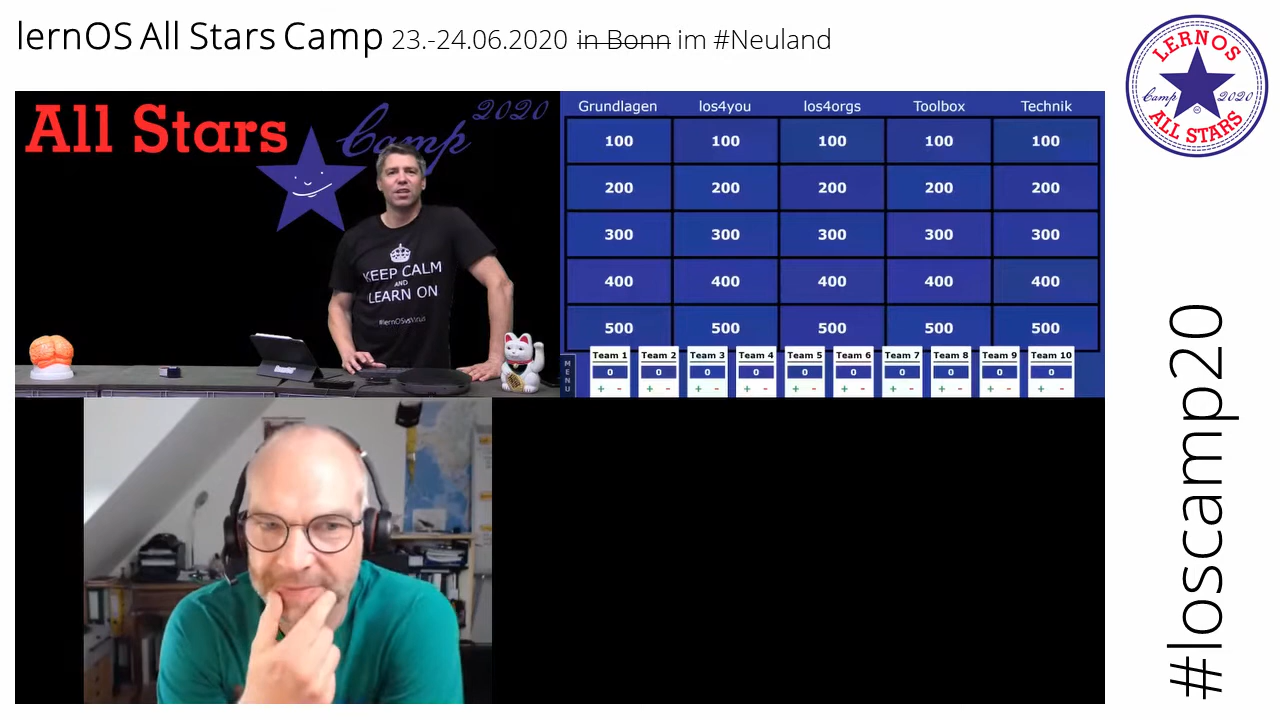 lernOS All Stars Camp 23.-24.06.2020 in Bonn im #Neuland
LERNOS
Camp 2020
ALL STARS
All Stars Camp 2020
KEEP CALM
AND
LEARN ON
#lernOSvsVirus
Grundlagen los4you los4orgs Toolbox Technik
100 100 100 100 100
200 200 200 200 200
300 300 300 300 300
400 400 400 400 400
500 500 500 500 500
MENU
Team 1 Team 2 Team 3 Team 4 Team 5 Team 6 Team 7 Team 8 Team 9 Team 10
0 0 0 0 0 0 0 0 0 0
+ - + - + - + - + - + - + - + - + - + -
#loscamp20